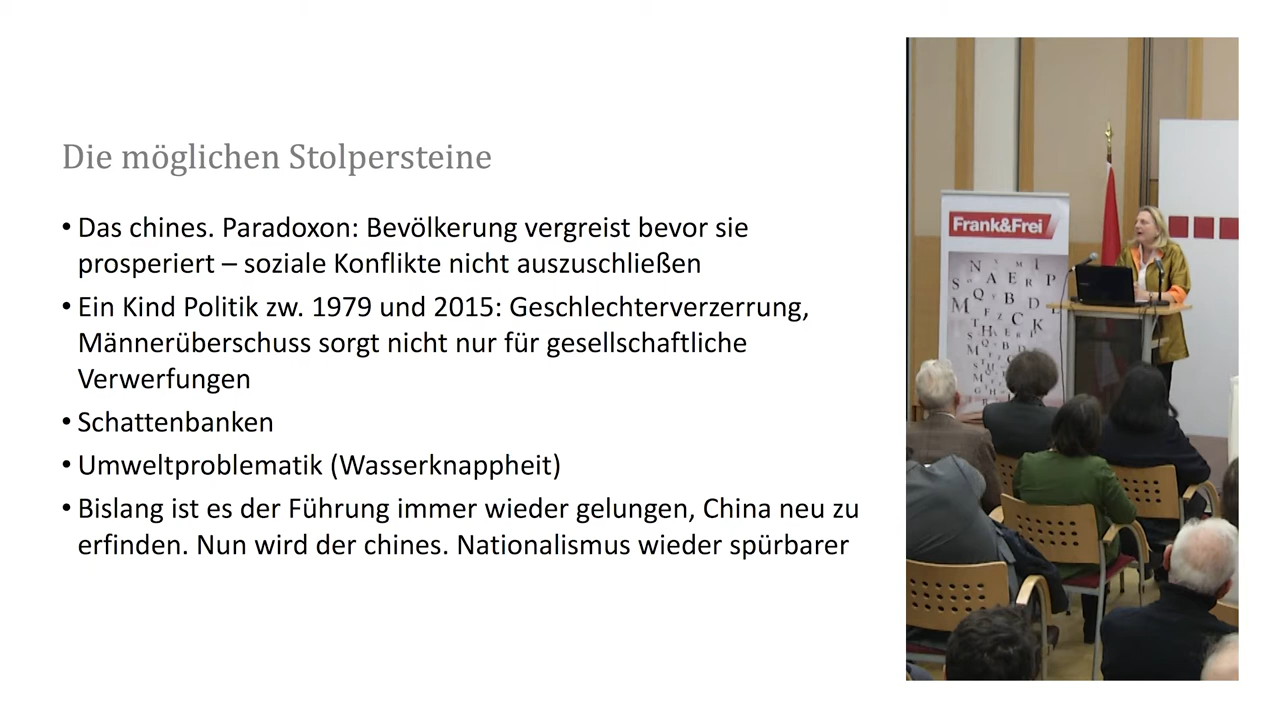 Die möglichen Stolpersteine
• Das chines. Paradoxon: Bevölkerung vergreist bevor sie
prosperiert – soziale Konflikte nicht auszuschließen
• Ein Kind Politik zw. 1979 und 2015: Geschlechterverzerrung,
Männerüberschuss sorgt nicht nur für gesellschaftliche
Verwerfungen
• Schattenbanken
• Umweltproblematik (Wasserknappheit)
• Bislang ist es der Führung immer wieder gelungen, China neu zu
erfinden. Nun wird der chines. Nationalismus wieder spürbarer
Frank&Frei